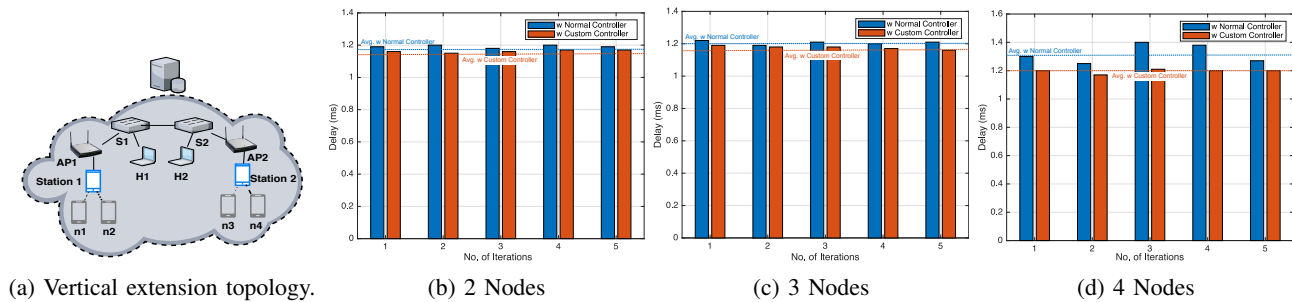 S1
S2
AP1
AP2
H1
H2
Station 1
Station 2
n1
n2
n3
n4
(a) Vertical extension topology.
1.4
1.2
1
0.8
0.6
0.4
0.2
0
Delay (ms)
w Normal Controller
w Custom Controller
Avg. w Normal Controller
Avg. w Custom Controller
1
2
3
4
5
No. of Iterations
(b) 2 Nodes
1.4
1.2
1
0.8
0.6
0.4
0.2
0
Delay (ms)
w Normal Controller
w Custom Controller
Avg. w Normal Controller
Avg. w Custom Controller
1
2
3
4
5
No. of Iterations
(c) 3 Nodes
1.6
1.4
1.2
1
0.8
0.6
0.4
0.2
0
Delay (ms)
w Normal Controller
w Custom Controller
Avg. w Normal Controller
Avg. w Custom Controller
1
2
3
4
5
No. of Iterations
(d) 4 Nodes